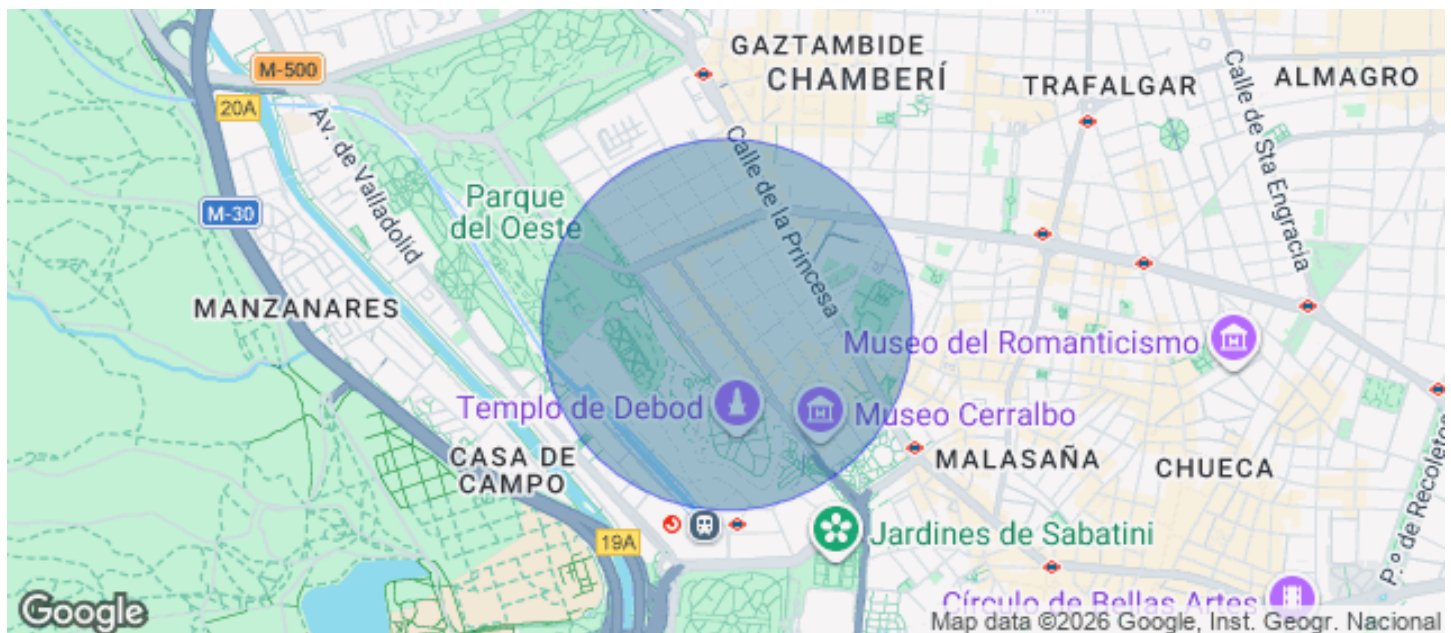 GAZTAMBIDE
CHAMBERÍ
TRAFALGAR
ALMAGRO
M-500
20A
Av. de Valladolid
Calle de la Princesa
Calle de Sta Engracia
Parque
del Oeste
M-30
MANZANARES
Museo del Romanticismo
Templo de Debod
Museo Cerralbo
CASA DE
CAMPO
MALASAÑA
CHUECA
P.º de Recoletos
19A
Jardines de Sabatini
Círculo de Bellas Artes
Google
Map data ©2026 Google, Inst. Geogr. Nacional